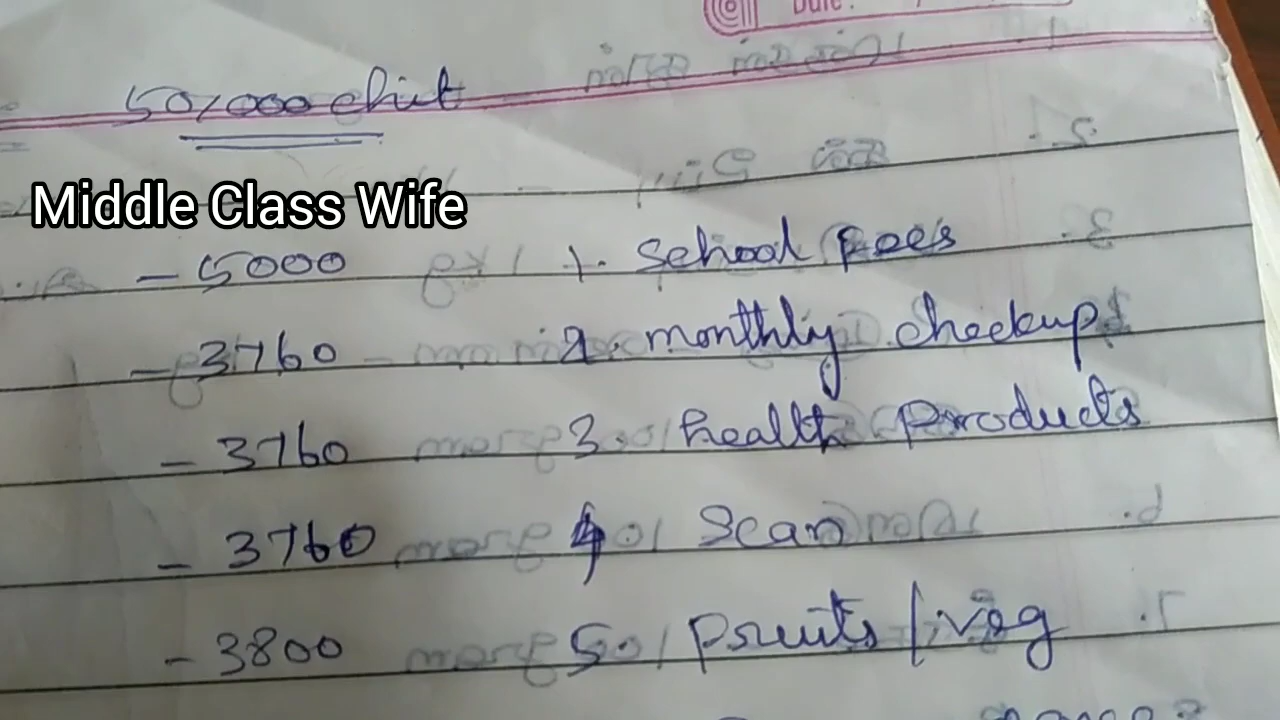 Date:
50,000 chit
Middle Class Wife
- 5000 1. School fees
- 3760 2. monthly checkup
- 3760 3. health products
- 3760 4 Scan
- 3800 5. Fruits / veg